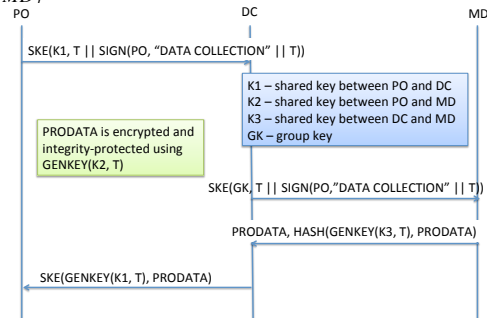 PO DC MD
SKE(K1, T || SIGN(PO, “DATA COLLECTION” || T))
K1 – shared key between PO and DC
K2 – shared key between PO and MD
K3 – shared key between DC and MD
GK – group key
PRODATA is encrypted and
integrity-protected using
GENKEY(K2, T)
SKE(GK, T || SIGN(PO,”DATA COLLECTION” || T))
PRODATA, HASH(GENKEY(K3, T), PRODATA)
SKE(GENKEY(K1, T), PRODATA)